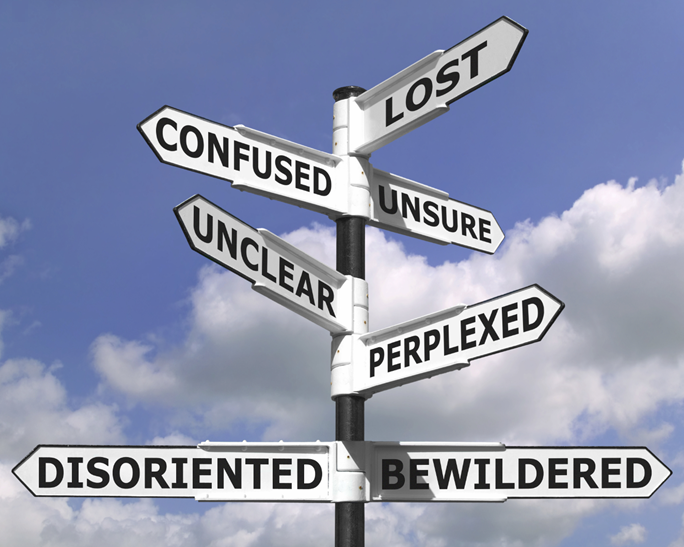 LOST
CONFUSED
UNSURE
UNCLEAR
PERPLEXED
DISORIENTED
BEWILDERED